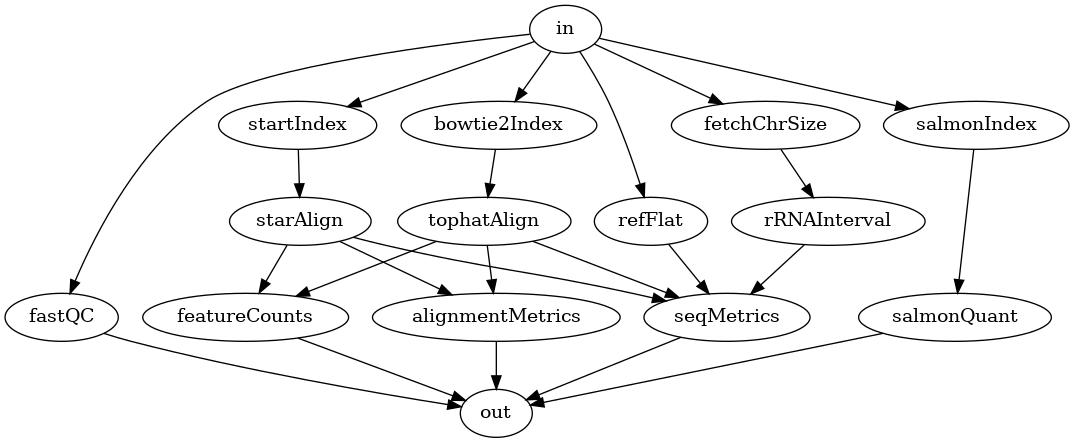 in
startIndex
bowtie2Index
fetchChrSize
salmonIndex
starAlign
tophatAlign
refFlat
rRNAInterval
fastQC
featureCounts
alignmentMetrics
seqMetrics
salmonQuant
out